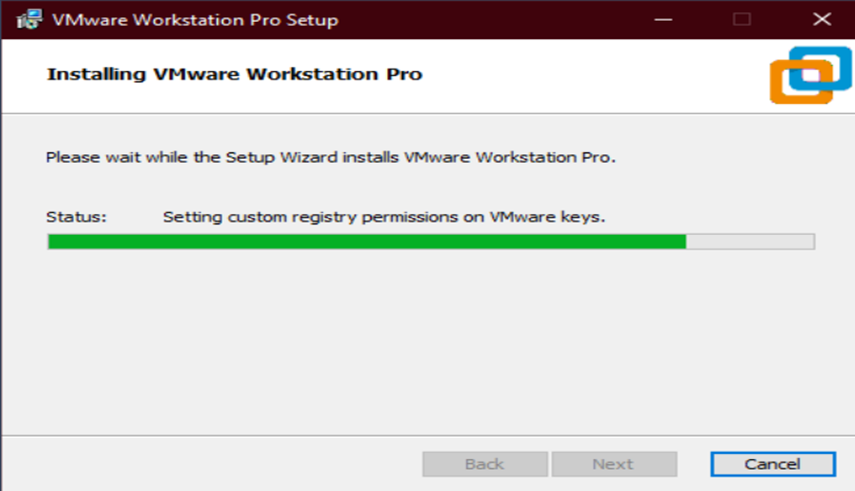 VMware Workstation Pro Setup
Installing VMware Workstation Pro
Please wait while the Setup Wizard installs VMware Workstation Pro.
Status: Setting custom registry permissions on VMware keys.
Back Next Cancel